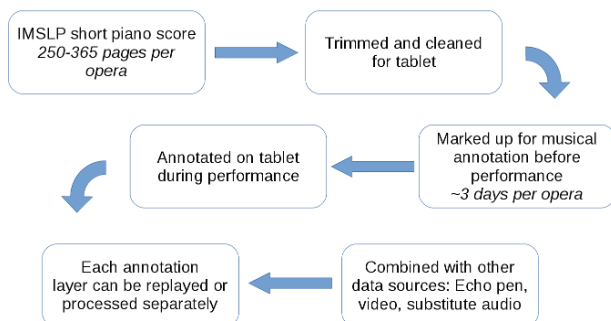 IMSLP short piano score
250-365 pages per
opera
Trimmed and cleaned
for tablet
Marked up for musical
annotation before
performance
~3 days per opera
Annotated on tablet
during performance
Each annotation
layer can be replayed or
processed separately
Combined with other
data sources: Echo pen,
video, substitute audio